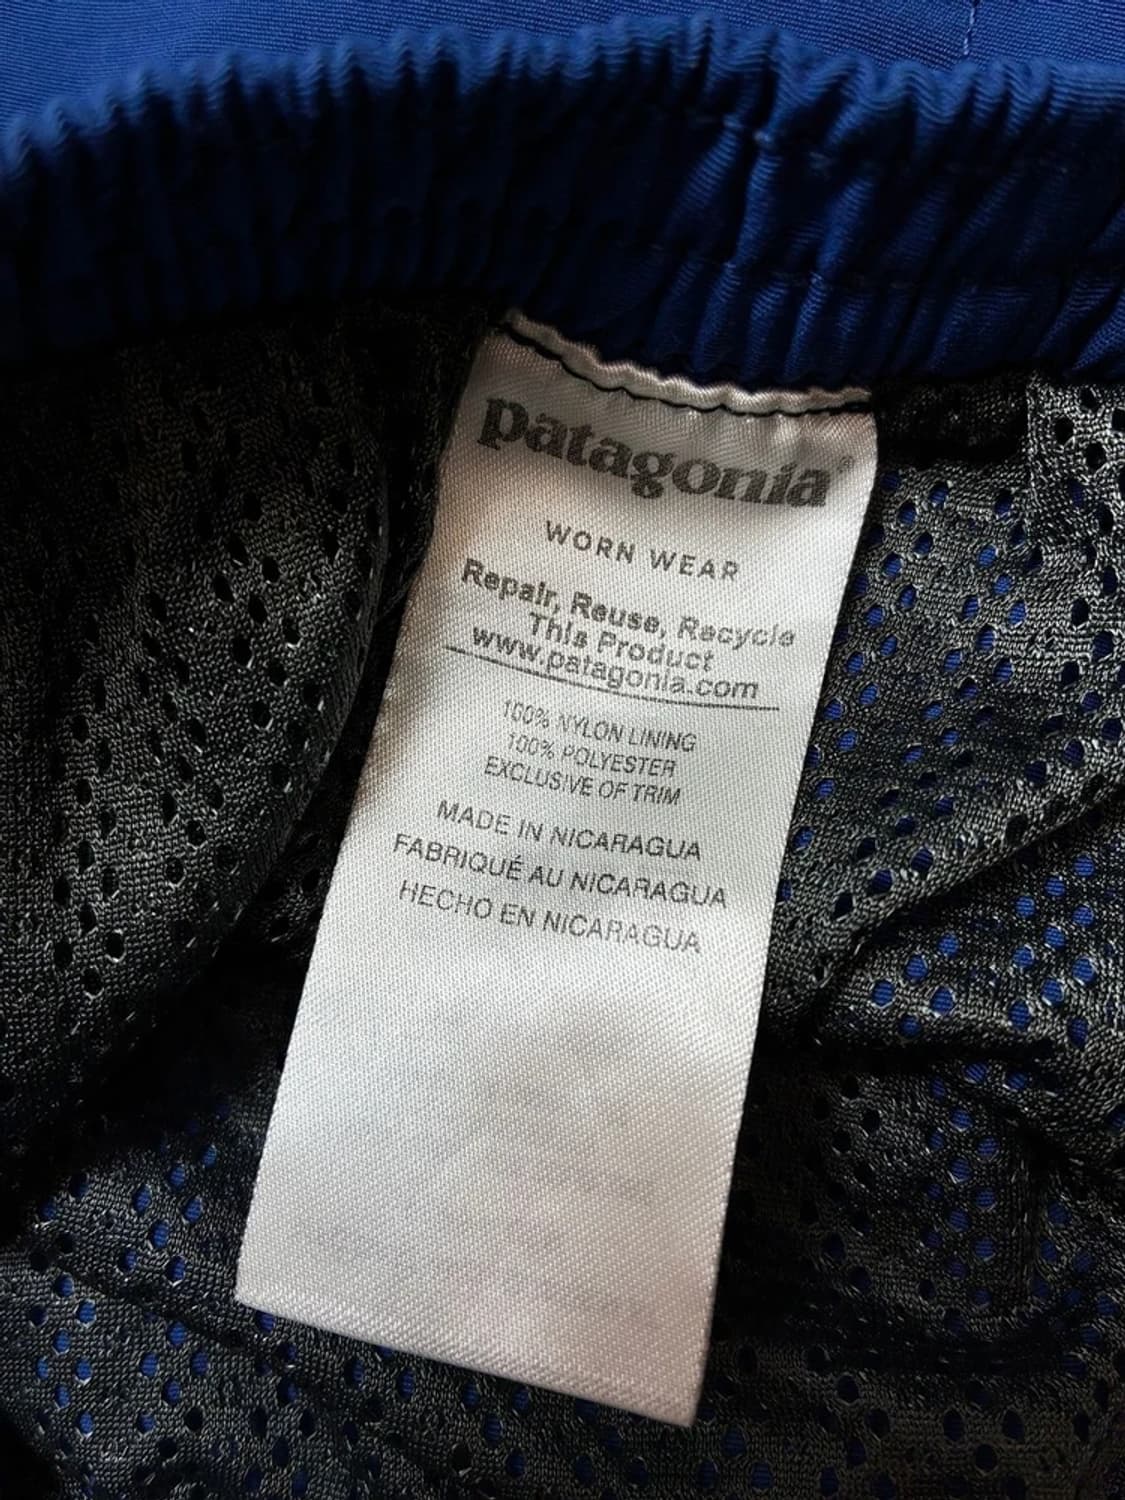 patagonia®
WORN WEAR
Repair, Reuse, Recycle
This Product
www.patagonia.com
100% NYLON LINING
100% POLYESTER
EXCLUSIVE OF TRIM
MADE IN NICARAGUA
FABRIQUÉ AU NICARAGUA
HECHO EN NICARAGUA